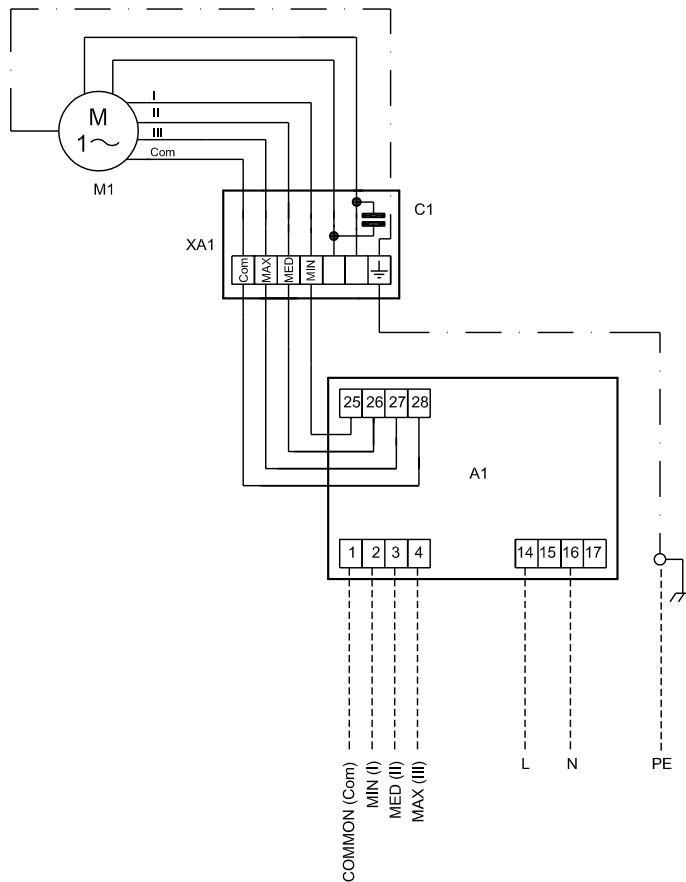 I
II
M
1~
III
Com
M1
C1
XA1
Com MAX MED MIN
25 26 27 28
A1
1 2 3 4
14 15 16 17
COMMON (Com)
MIN (I)
MED (II)
MAX (III)
L
N
PE